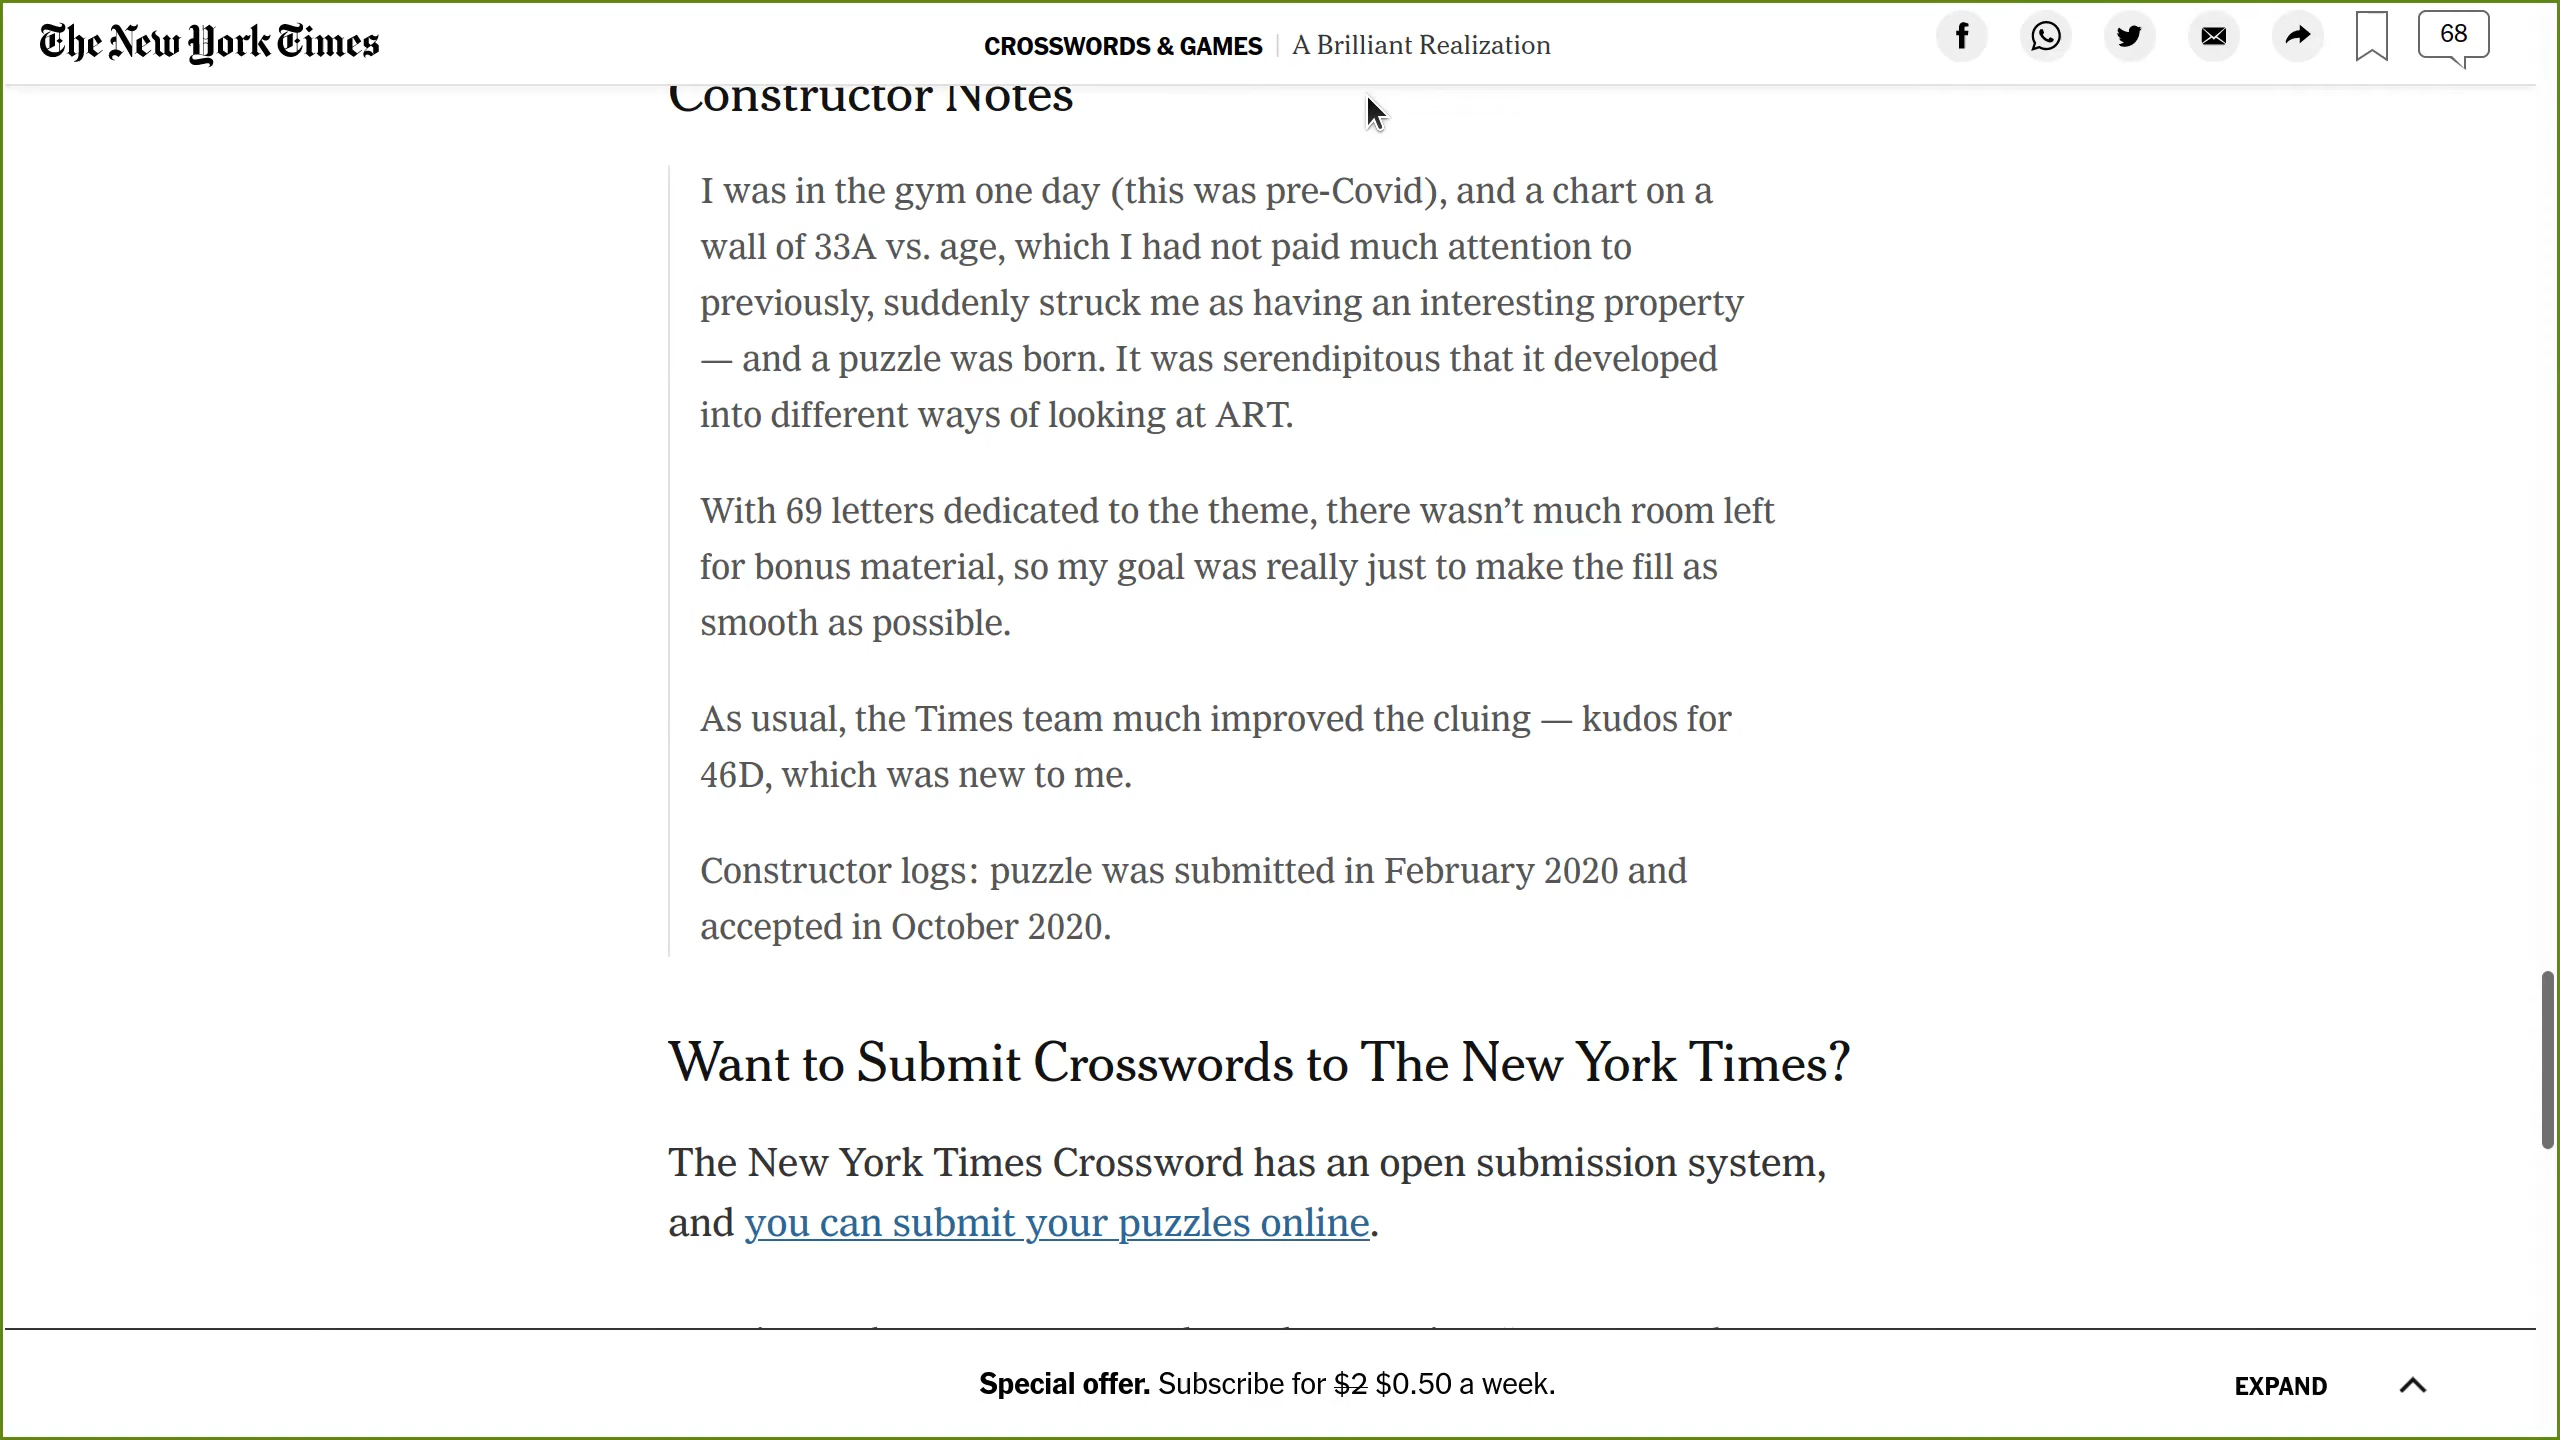 The New York Times
CROSSWORDS & GAMES | A Brilliant Realization
68
Constructor Notes
I was in the gym one day (this was pre-Covid), and a chart on a
wall of 33A vs. age, which I had not paid much attention to
previously, suddenly struck me as having an interesting property
— and a puzzle was born. It was serendipitous that it developed
into different ways of looking at ART.
With 69 letters dedicated to the theme, there wasn’t much room left
for bonus material, so my goal was really just to make the fill as
smooth as possible.
As usual, the Times team much improved the cluing — kudos for
46D, which was new to me.
Constructor logs: puzzle was submitted in February 2020 and
accepted in October 2020.
Want to Submit Crosswords to The New York Times?
The New York Times Crossword has an open submission system,
and you can submit your puzzles online.
Special offer. Subscribe for $2 $0.50 a week.
EXPAND